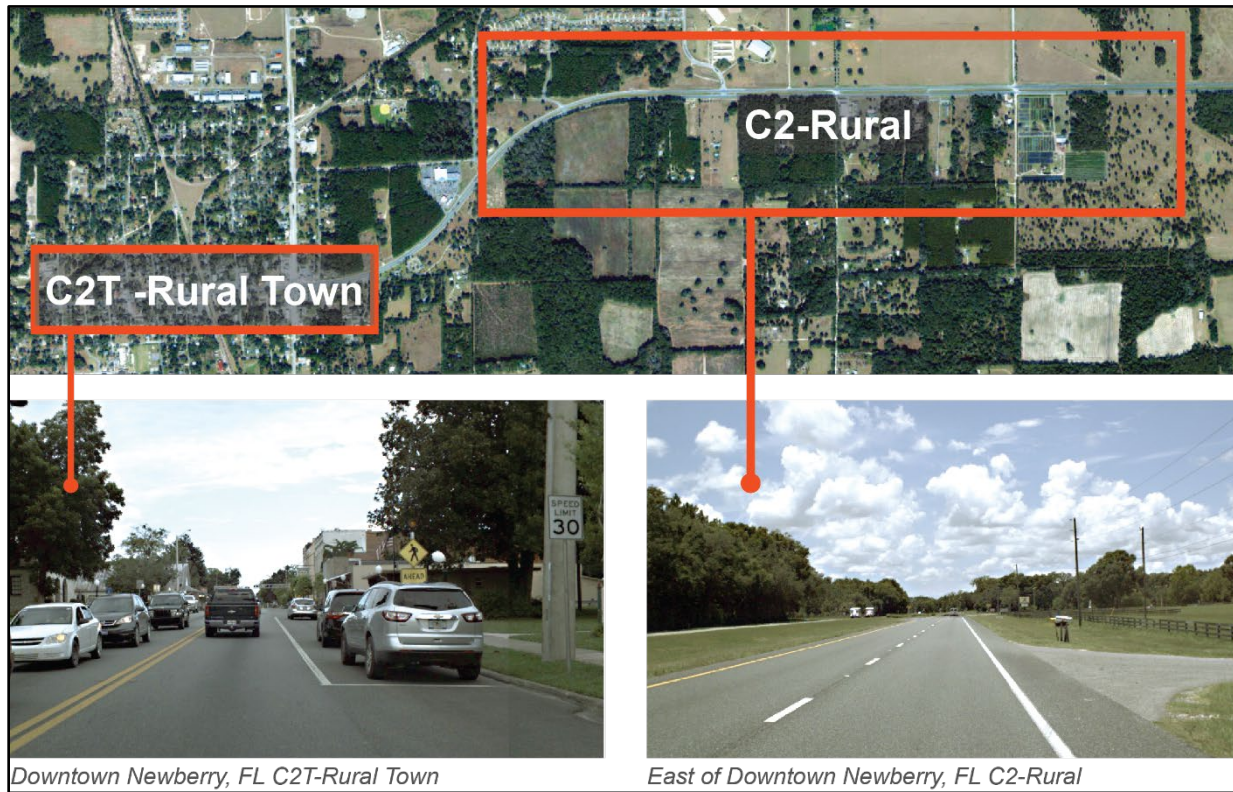 C2-Rural
C2T -Rural Town
SPEED
LIMIT
30
AHEAD
Downtown Newberry, FL C2T-Rural Town
East of Downtown Newberry, FL C2-Rural